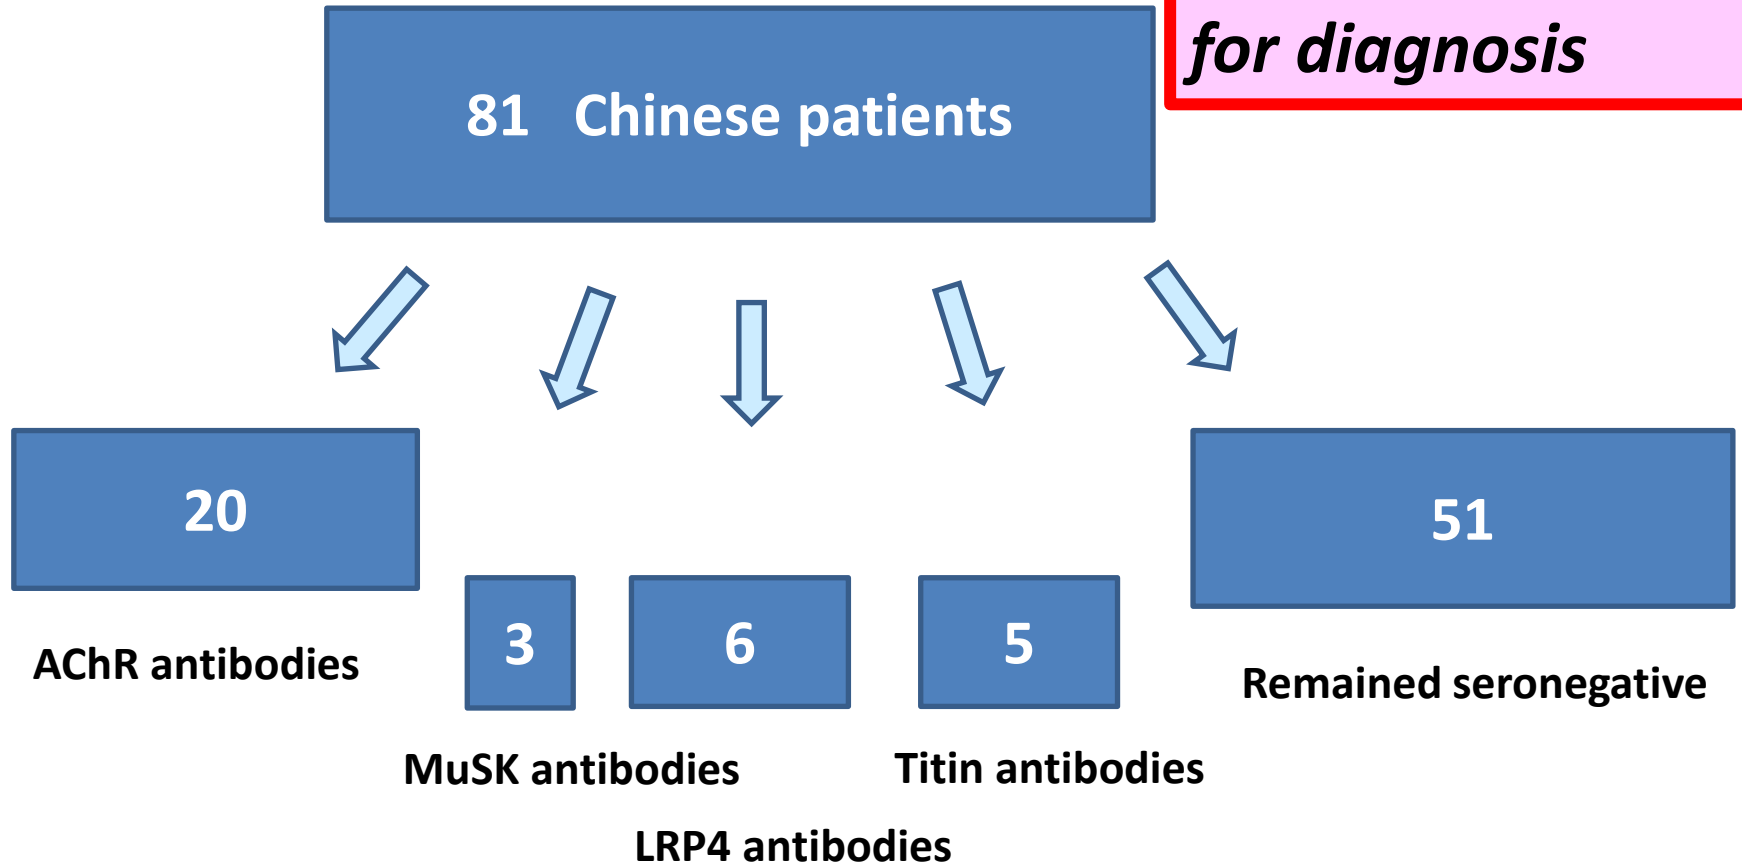 for diagnosis
81 Chinese patients
20
51
3
6
5
AChR antibodies
Remained seronegative
MuSK antibodies
Titin antibodies
LRP4 antibodies